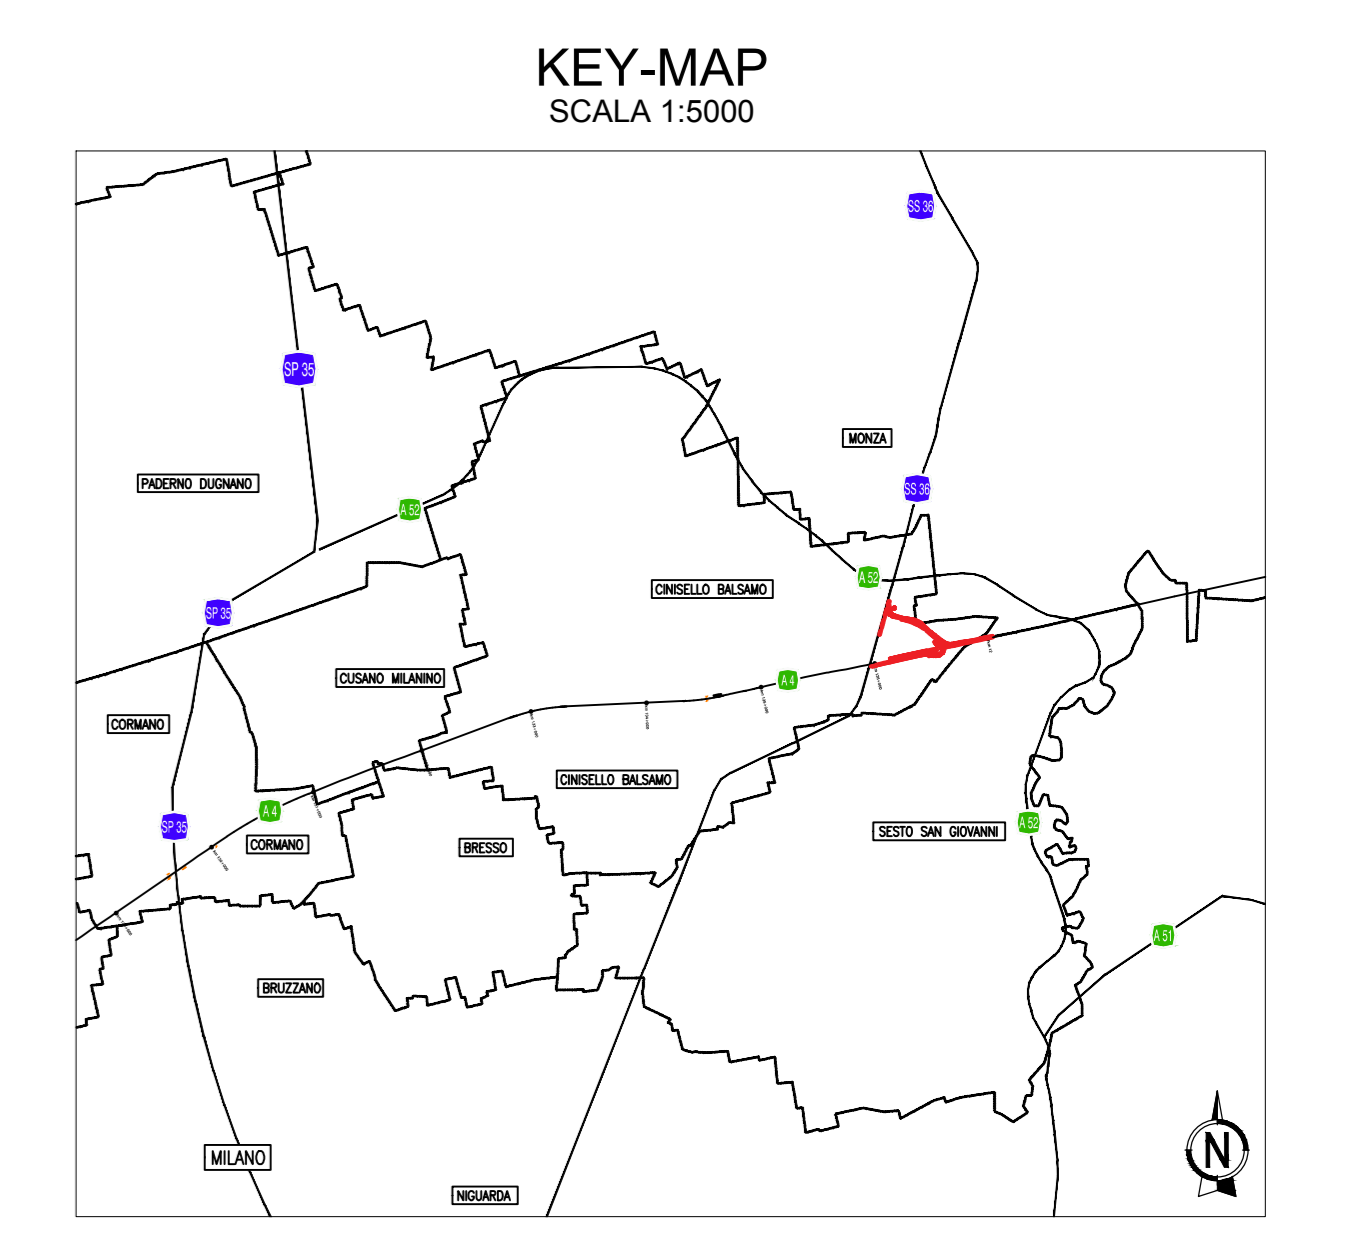 KEY-MAP
SCALA 1:5000
SS 36
SP 35
MONZA
PADERNO DUGNANO
SS 36
A 52
A 52
CINISELLO BALSAMO
SP 35
CUSANO MILANINO
A 4
CORMANO
CINISELLO BALSAMO
A 4
SP 35
A 52
SESTO SAN GIOVANNI
CORMANO
BRESSO
A 51
BRUZZANO
N
MILANO
NIGUARDA